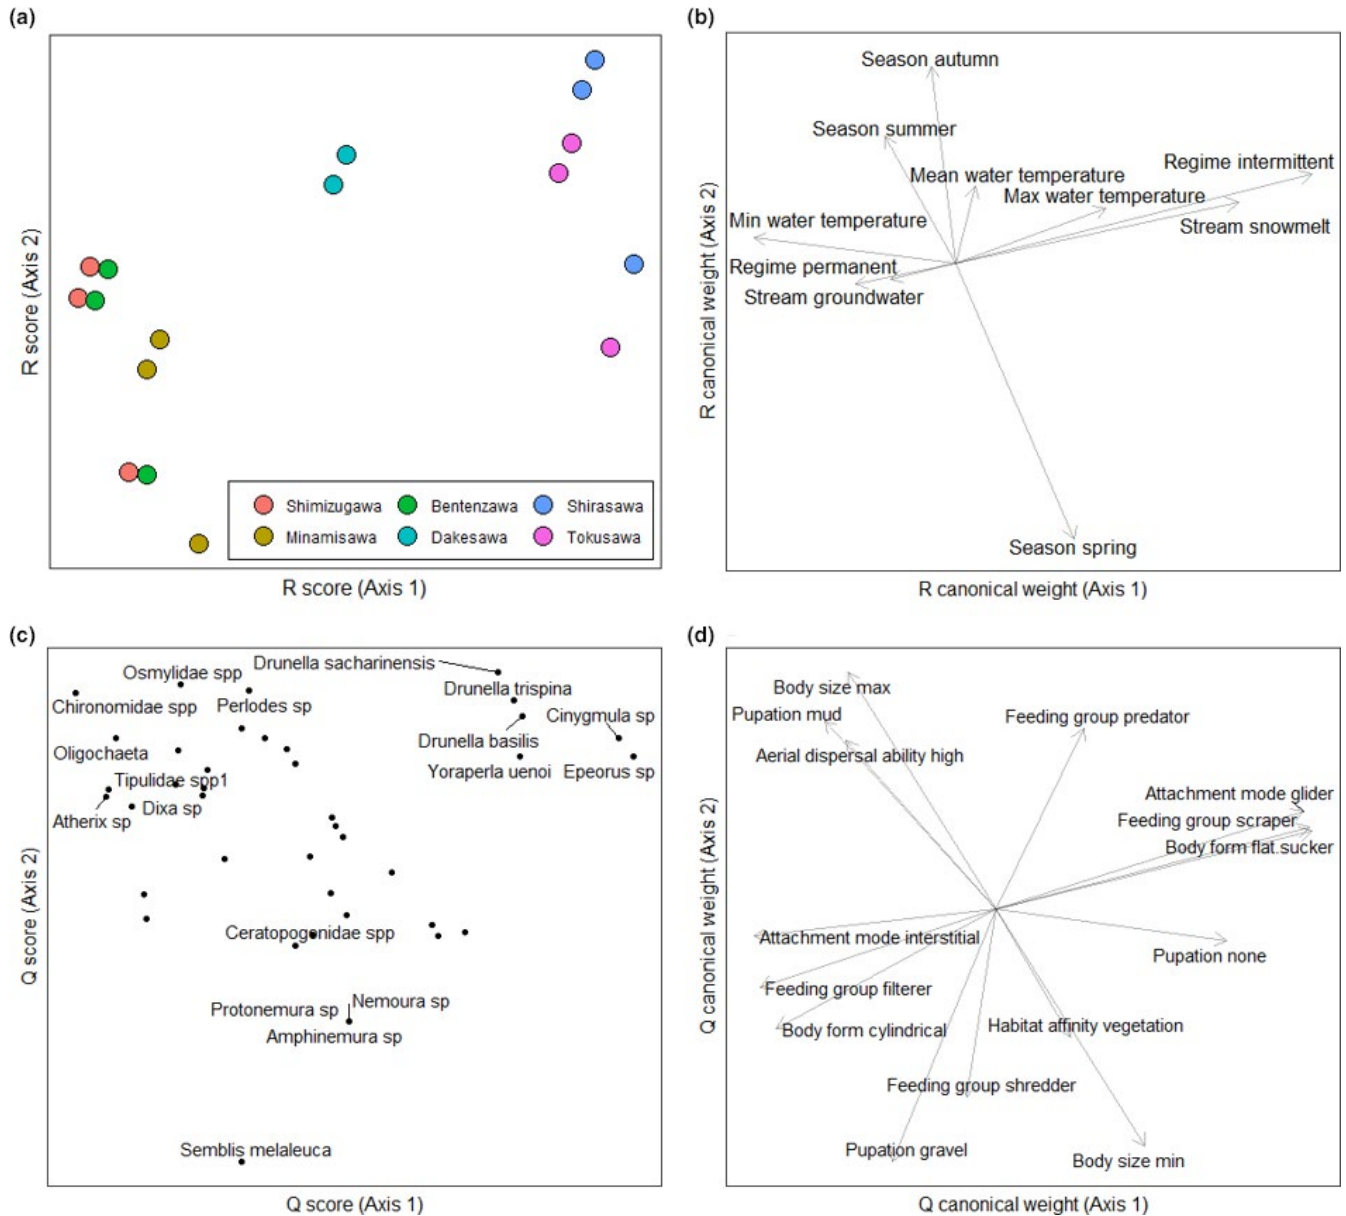 (a)
R score (Axis 2)
Shimizugawa
Bentenzawa
Shirasawa
Minamisawa
Dakesawa
Tokusawa
R score (Axis 1)
(b)
R canonical weight (Axis 2)
Season autumn
Season summer
Mean water temperature
Regime intermittent
Max water temperature
Min water temperature
Stream snowmelt
Regime permanent
Stream groundwater
Season spring
R canonical weight (Axis 1)
(c)
Q score (Axis 2)
Drunella sacharinensis
Osmylidae spp
Drunella trispina
Chironomidae spp
Perlodes sp
Cinygmula sp
Drunella basilis
Oligochaeta
Yoraperla uenoi
Epeorus sp
Tipulidae spp1
Dixa sp
Atherix sp
Ceratopogonidae spp
Protonemura sp
Nemoura sp
Amphinemura sp
Semblis melaleuca
Q score (Axis 1)
(d)
Q canonical weight (Axis 2)
Body size max
Pupation mud
Feeding group predator
Aerial dispersal ability high
Attachment mode glider
Feeding group scraper
Body form flat.sucker
Attachment mode interstitial
Pupation none
Feeding group filterer
Body form cylindrical
Habitat affinity vegetation
Feeding group shredder
Pupation gravel
Body size min
Q canonical weight (Axis 1)